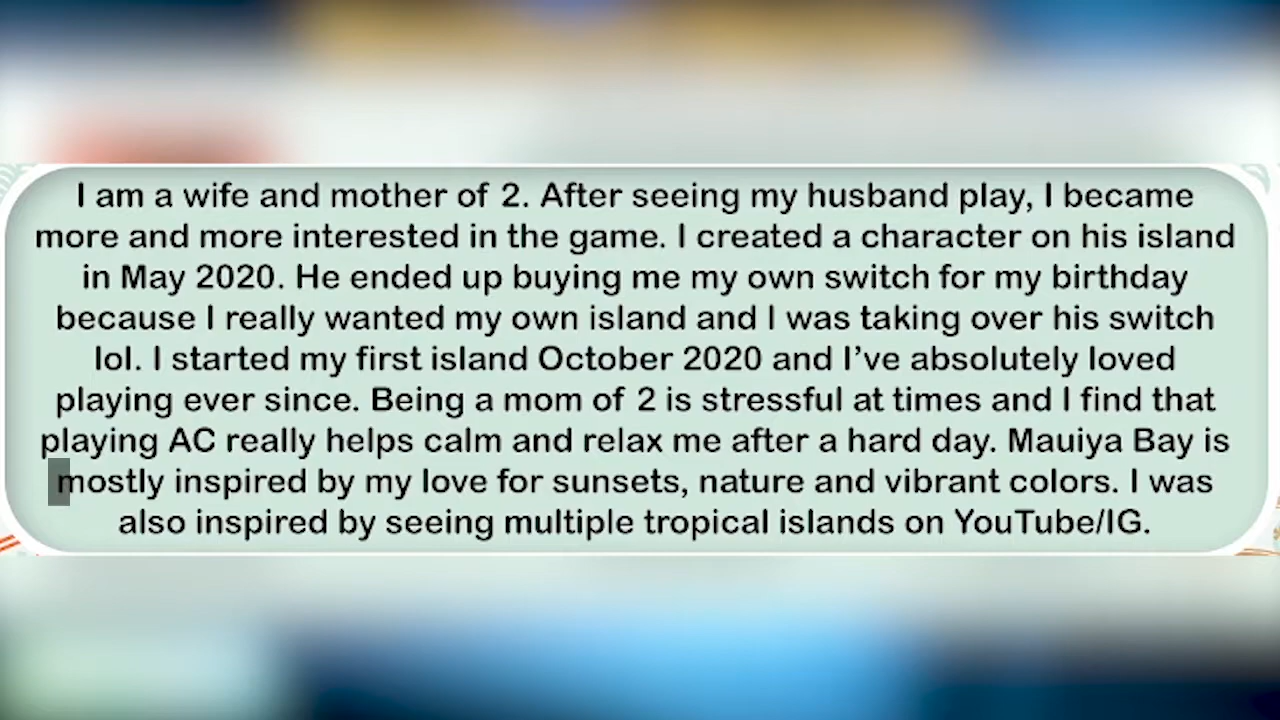 I am a wife and mother of 2. After seeing my husband play, I became
more and more interested in the game. I created a character on his island
in May 2020. He ended up buying me my own switch for my birthday
because I really wanted my own island and I was taking over his switch
lol. I started my first island October 2020 and I’ve absolutely loved
playing ever since. Being a mom of 2 is stressful at times and I find that
playing AC really helps calm and relax me after a hard day. Mauiya Bay is
mostly inspired by my love for sunsets, nature and vibrant colors. I was
also inspired by seeing multiple tropical islands on YouTube/IG.